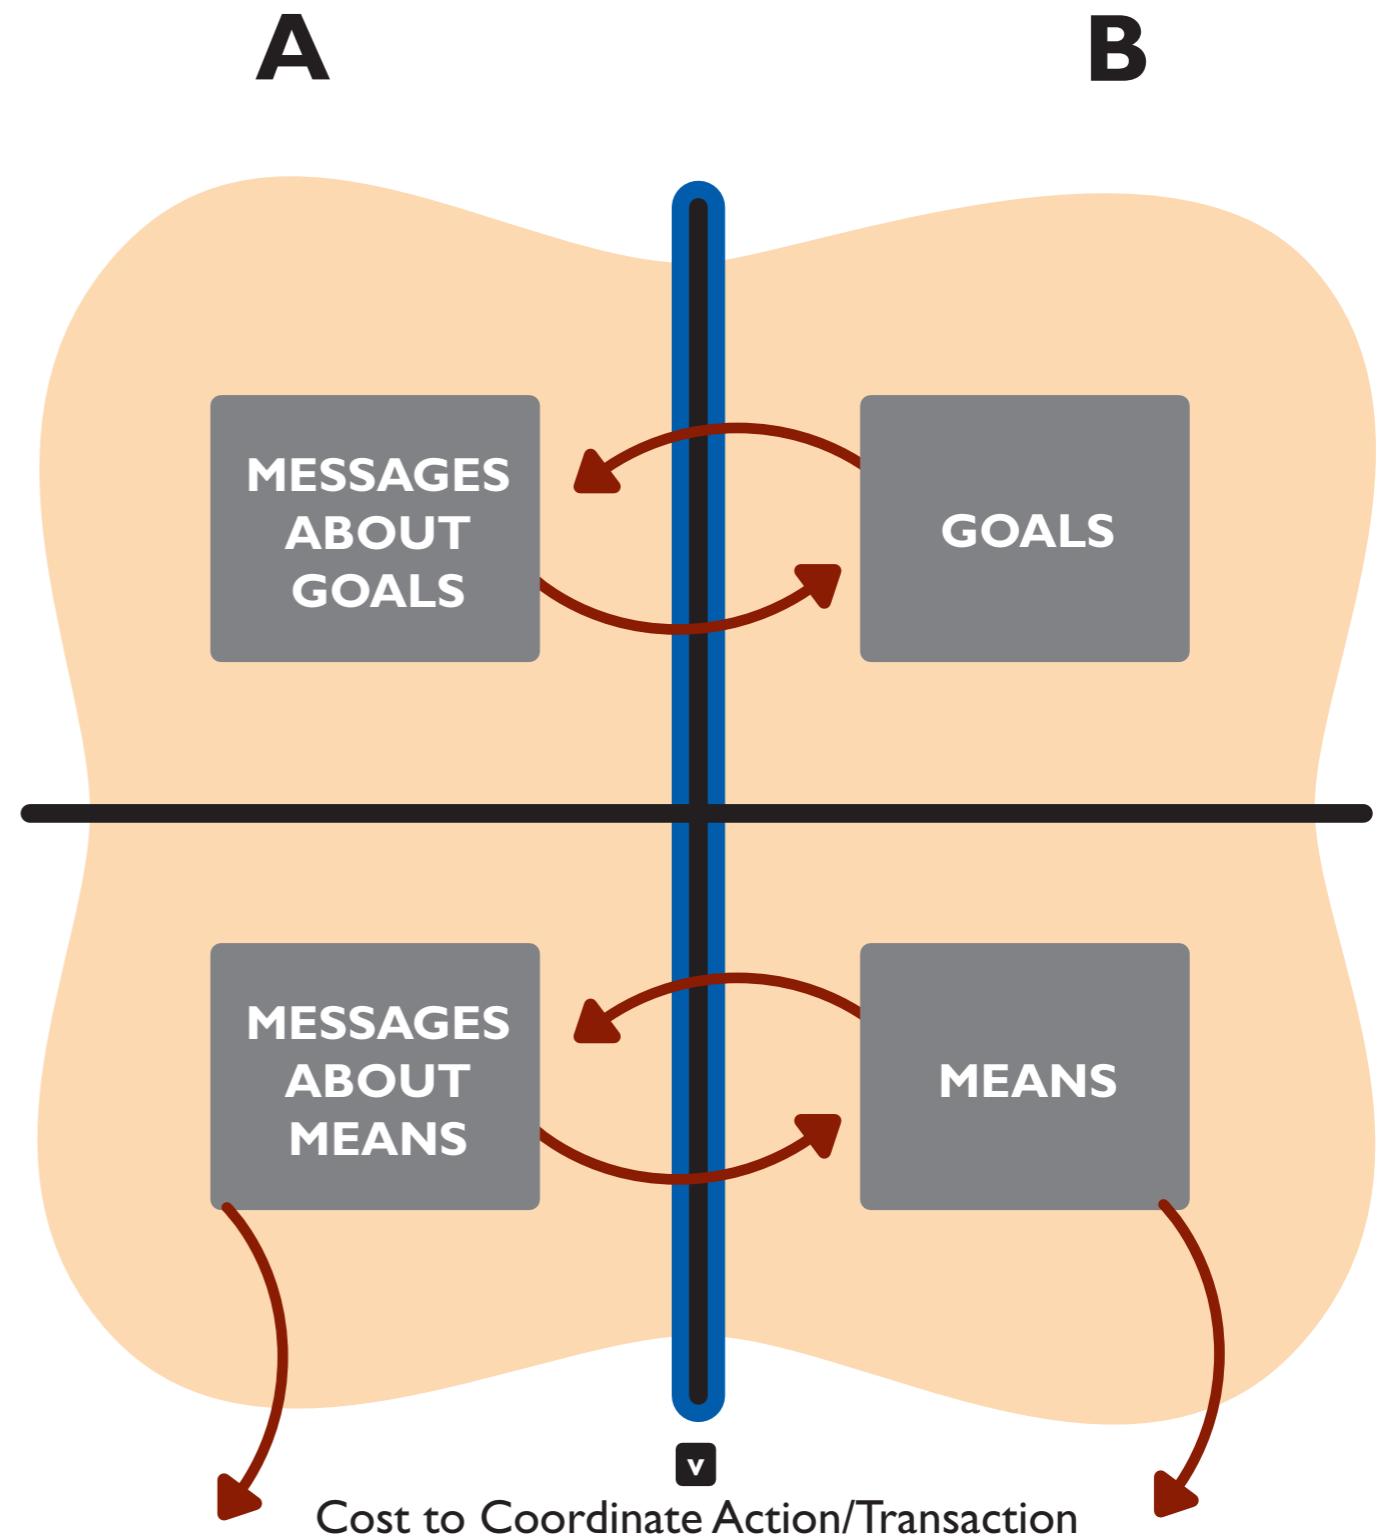 A
B
MESSAGES
ABOUT
GOALS
GOALS
MESSAGES
ABOUT
MEANS
MEANS
v
Cost to Coordinate Action/Transaction